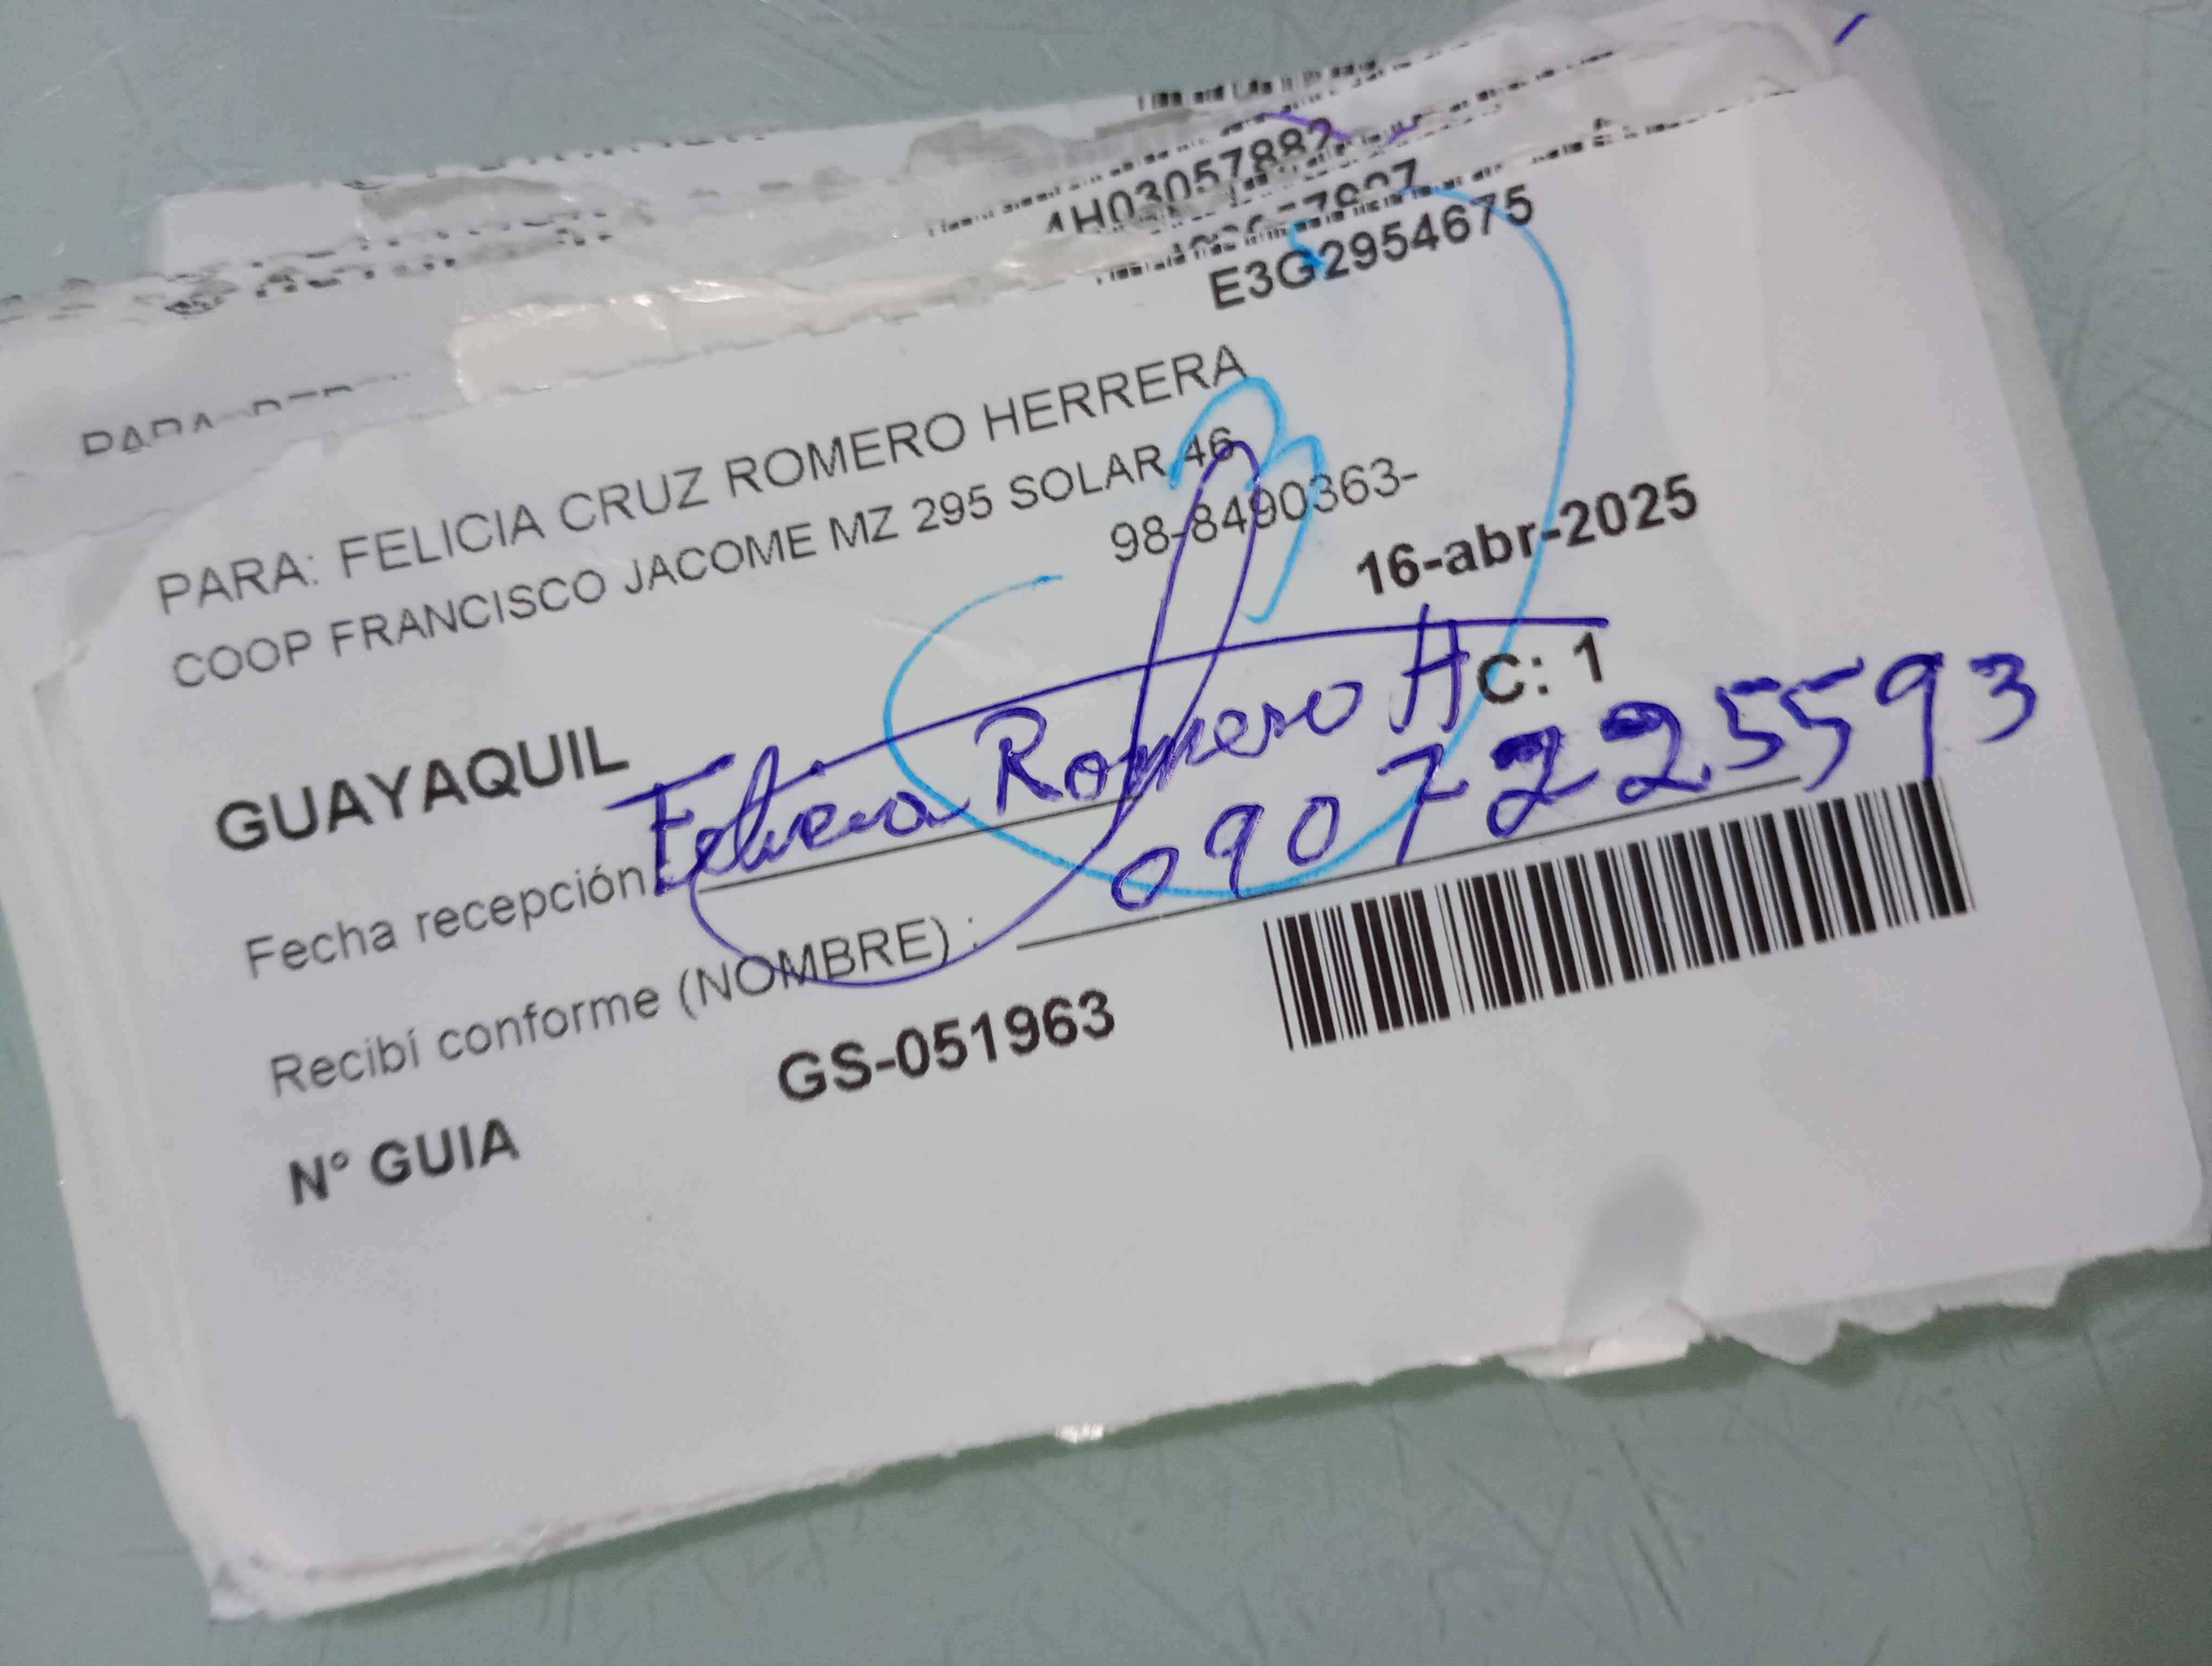 4H03057882
E3G2954675
PARA: FELICIA CRUZ ROMERO HERRERA
COOP FRANCISCO JACOME MZ 295 SOLAR 46
98-8490363-
16-abr-2025
GUAYAQUIL
C: 1
Fecha recepción Felicia Romero H
Recibí conforme (NOMBRE) : 0907225593
N° GUIA GS-051963